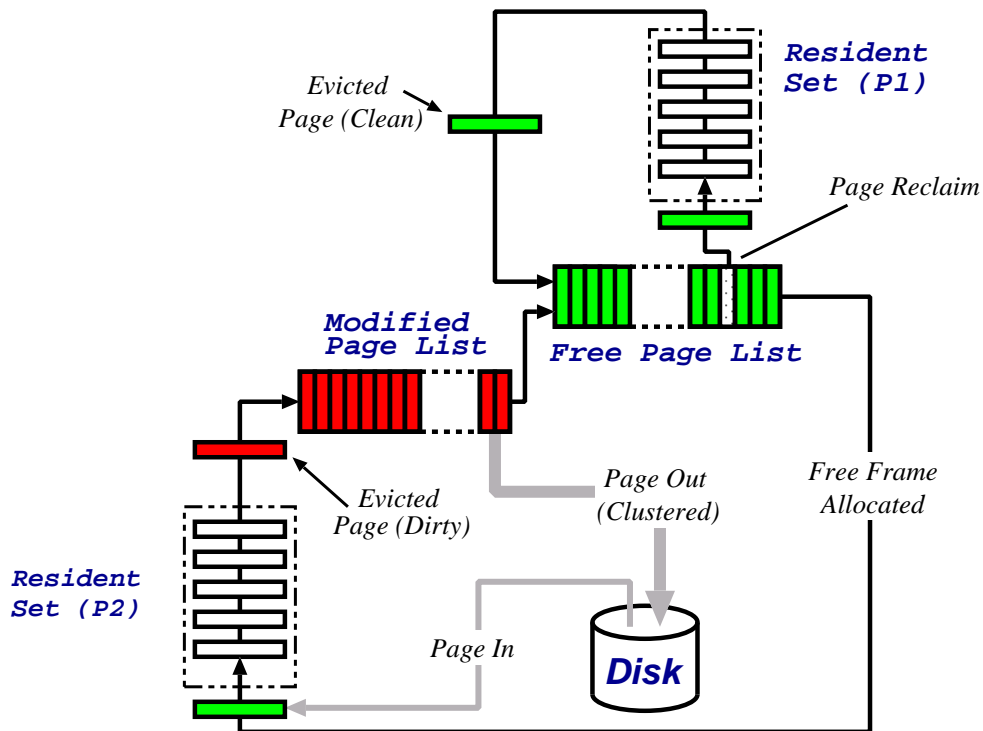 Resident
Set (P1)
Evicted
Page (Clean)
Page Reclaim
Modified
Page List
Free Page List
Free Frame
Allocated
Page Out
(Clustered)
Evicted
Page (Dirty)
Resident
Set (P2)
Page In
Disk